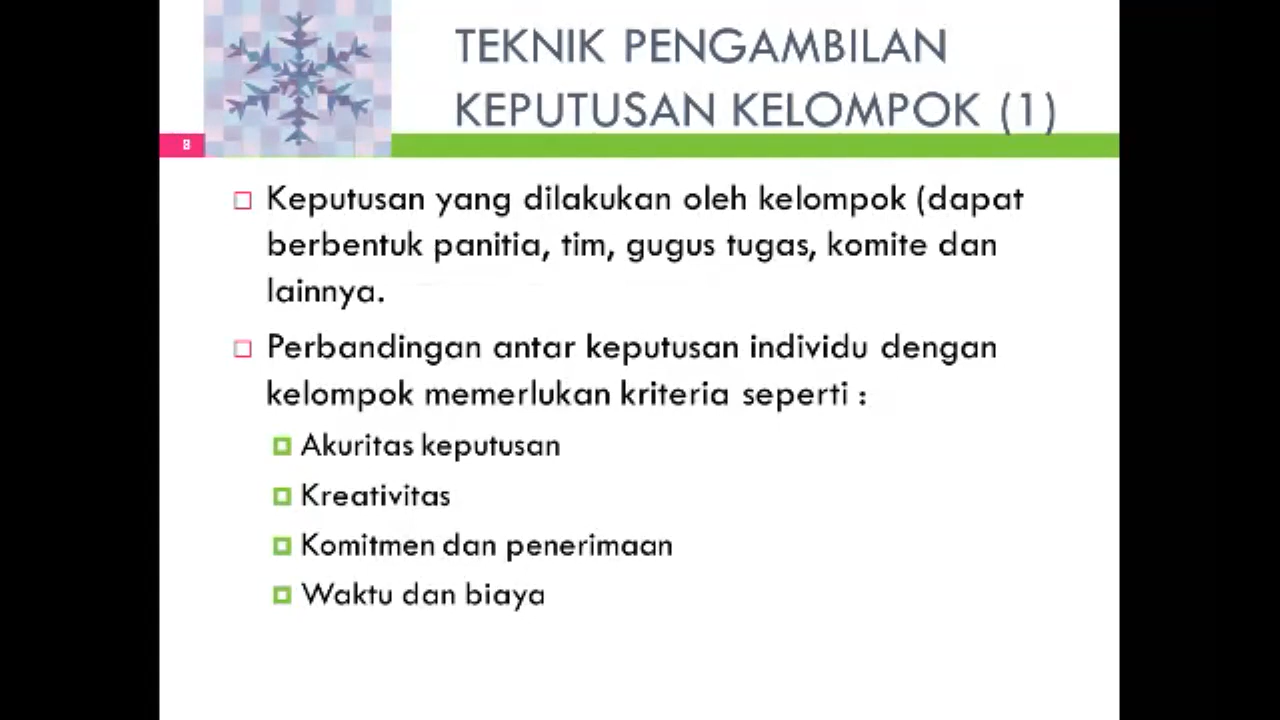 TEKNIK PENGAMBILAN
KEPUTUSAN KELOMPOK (1)
8
Keputusan yang dilakukan oleh kelompok (dapat
berbentuk panitia, tim, gugus tugas, komite dan
lainnya.
Perbandingan antar keputusan individu dengan
kelompok memerlukan kriteria seperti :
Akuritas keputusan
Kreativitas
Komitmen dan penerimaan
Waktu dan biaya